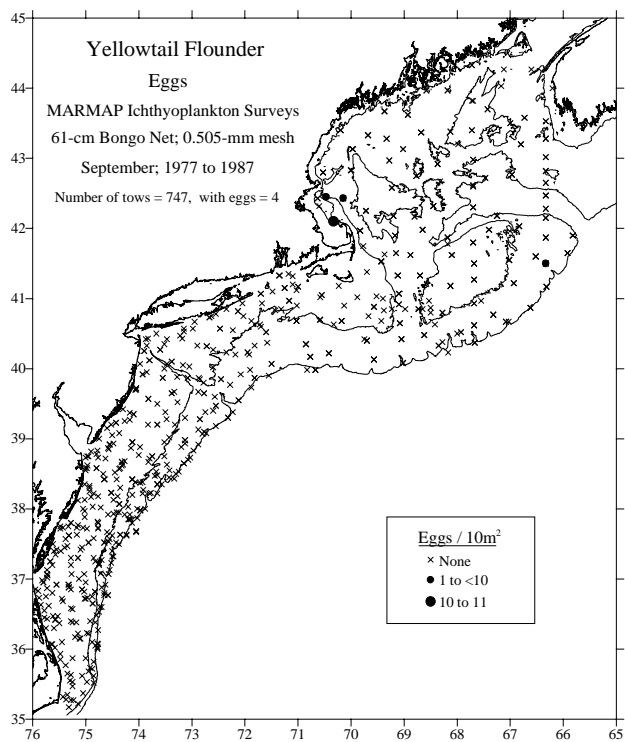 Yellowtail Flounder
Eggs
MARMAP Ichthyoplankton Surveys
61-cm Bongo Net; 0.505-mm mesh
September; 1977 to 1987
Number of tows = 747, with eggs = 4
45
44
43
42
41
40
39
38
37
36
35
Eggs / 10m²
None
1 to <10
10 to 11
76 75 74 73 72 71 70 69 68 67 66 65